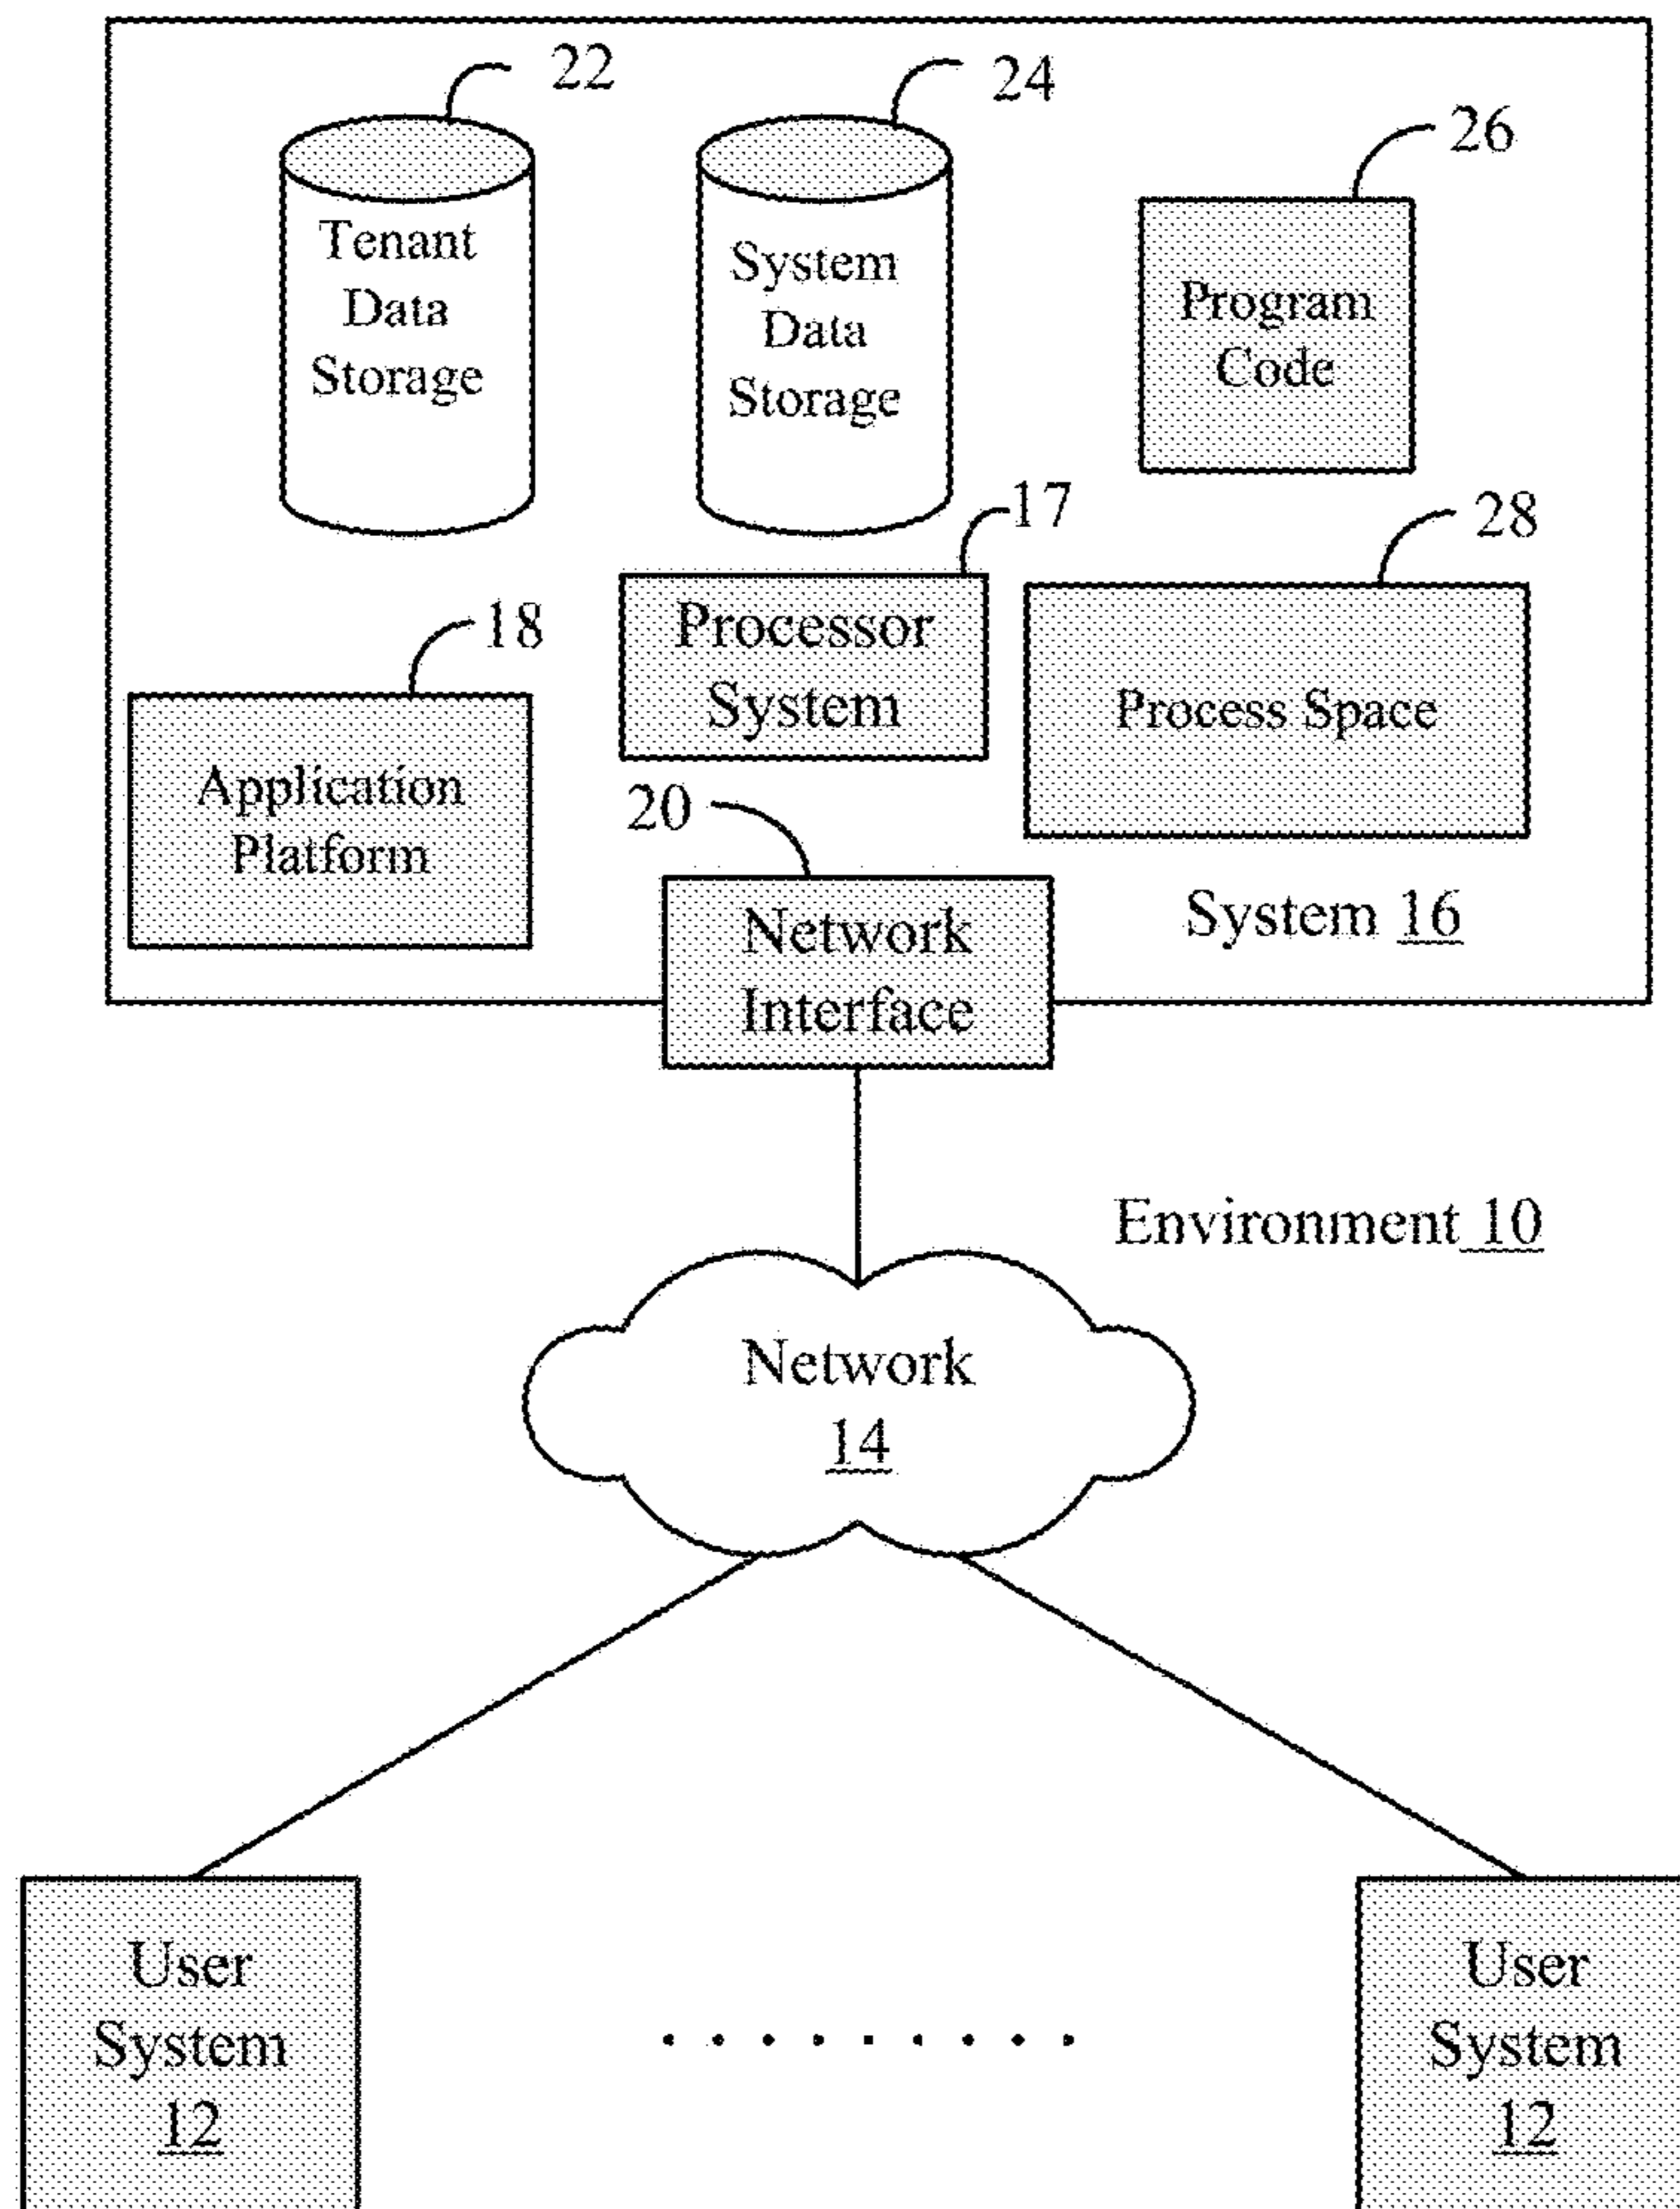 22
24
26
Tenant
Data
Storage
System
Data
Storage
Program
Code
17
28
18
Processor
System
Process Space
Application
Platform
20
Network
Interface
System 16
Environment 10
Network
14
User
System
12
User
System
12